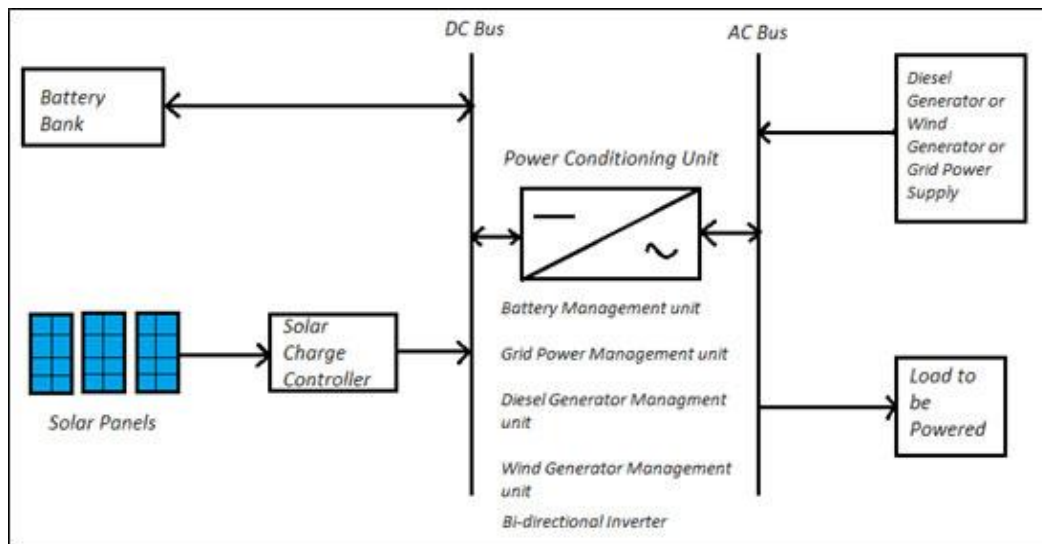 DC Bus
AC Bus
Battery
Bank
Diesel
Generator or
Wind
Generator or
Grid Power
Supply
Power Conditioning Unit
Solar
Charge
Controller
Solar Panels
Battery Management unit
Grid Power Management unit
Diesel Generator Managment
unit
Wind Generator Management
unit
Bi-directional Inverter
Load to
be
Powered